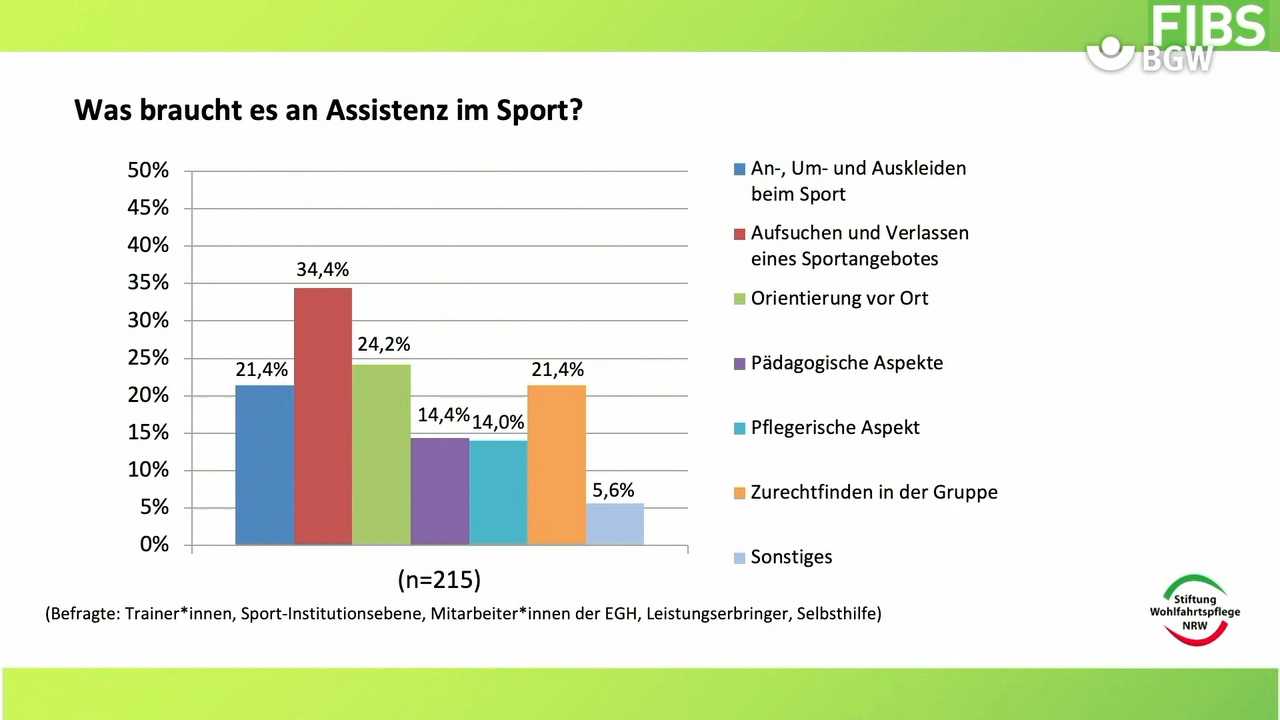 FIBS
BGW
Was braucht es an Assistenz im Sport?
50%
45%
40%
35%
30%
25%
20%
15%
10%
5%
0%
21,4%
34,4%
24,2%
14,4%
14,0%
21,4%
5,6%
(n=215)
An-, Um- und Auskleiden
beim Sport
Aufsuchen und Verlassen
eines Sportangebotes
Orientierung vor Ort
Pädagogische Aspekte
Pflegerische Aspekt
Zurechtfinden in der Gruppe
Sonstiges
(Befragte: Trainer*innen, Sport-Institutionsebene, Mitarbeiter*innen der EGH, Leistungserbringer, Selbsthilfe)
Stiftung
Wohlfahrtspflege
NRW